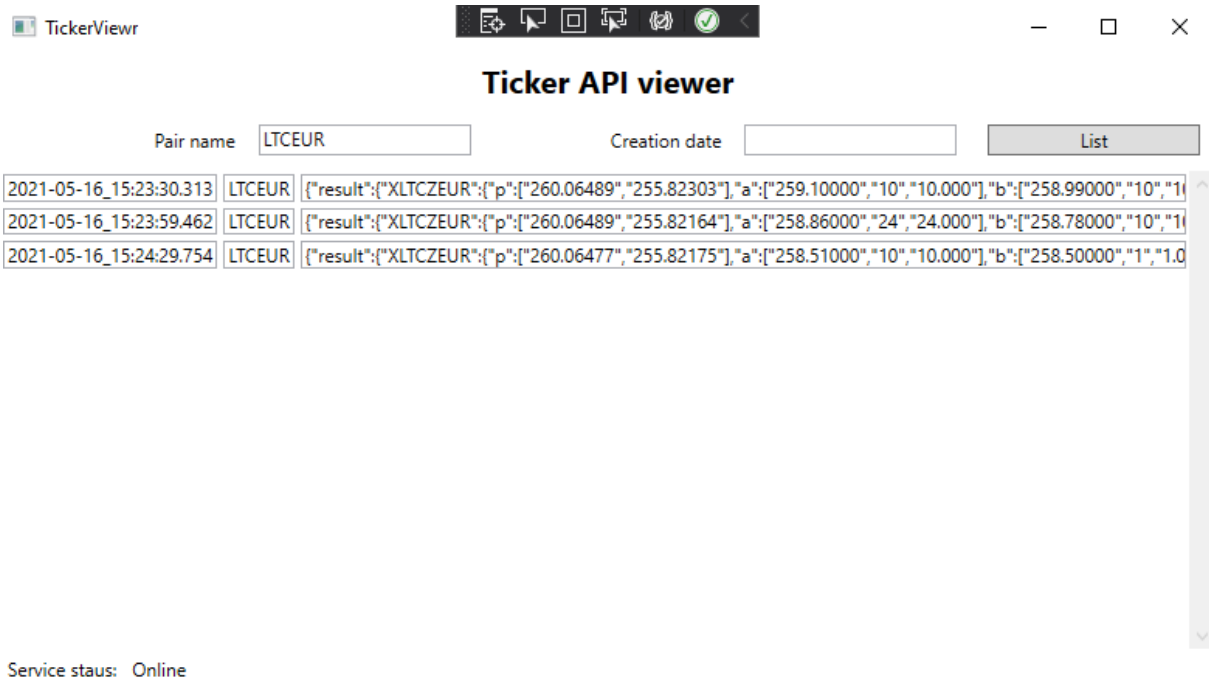 TickerViewr
Ticker API viewer
Pair name LTCEUR Creation date List
2021-05-16_15:23:30.313 LTCEUR {"result":{"XLTCZEUR":{"p":["260.06489","255.82303"],"a":["259.10000","10","10.000"],"b":["258.99000","10","1
2021-05-16_15:23:59.462 LTCEUR {"result":{"XLTCZEUR":{"p":["260.06489","255.82164"],"a":["258.86000","24","24.000"],"b":["258.78000","10","1
2021-05-16_15:24:29.754 LTCEUR {"result":{"XLTCZEUR":{"p":["260.06477","255.82175"],"a":["258.51000","10","10.000"],"b":["258.50000","1","1.0
Service staus: Online